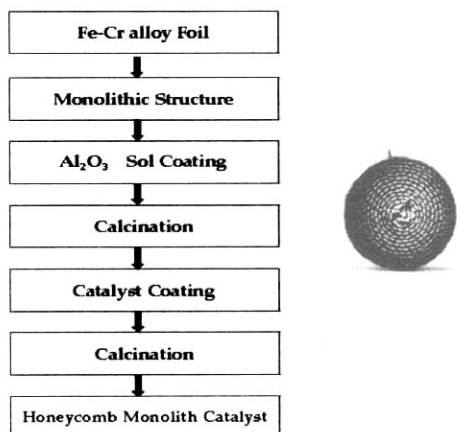 Fe-Cr alloy Foil
Monolithic Structure
Al₂O₃ Sol Coating
Calcination
Catalyst Coating
Calcination
Honeycomb Monolith Catalyst